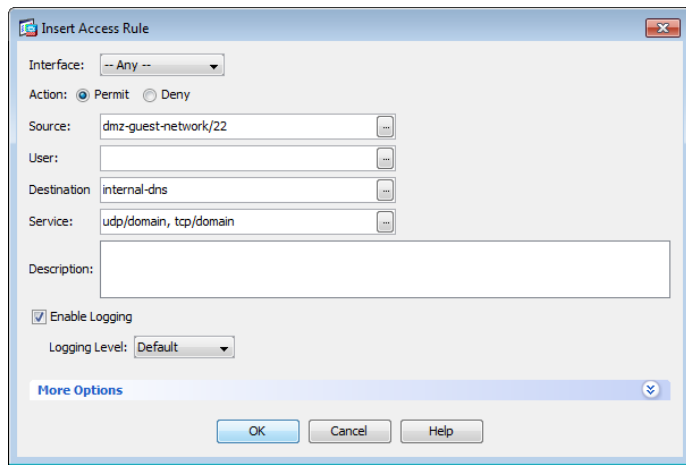 Insert Access Rule
Interface: -- Any --
Action: Permit Deny
Source: dmz-guest-network/22 ...
User: ...
Destination internal-dns ...
Service: udp/domain, tcp/domain ...
Description:
Enable Logging
Logging Level: Default
More Options
OK Cancel Help